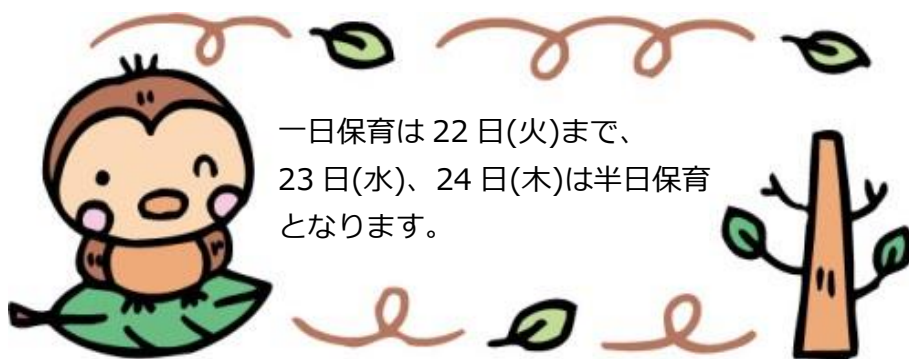 一日保育は 22 日(火)まで、
23 日(水)、24 日(木)は半日保育
となります。